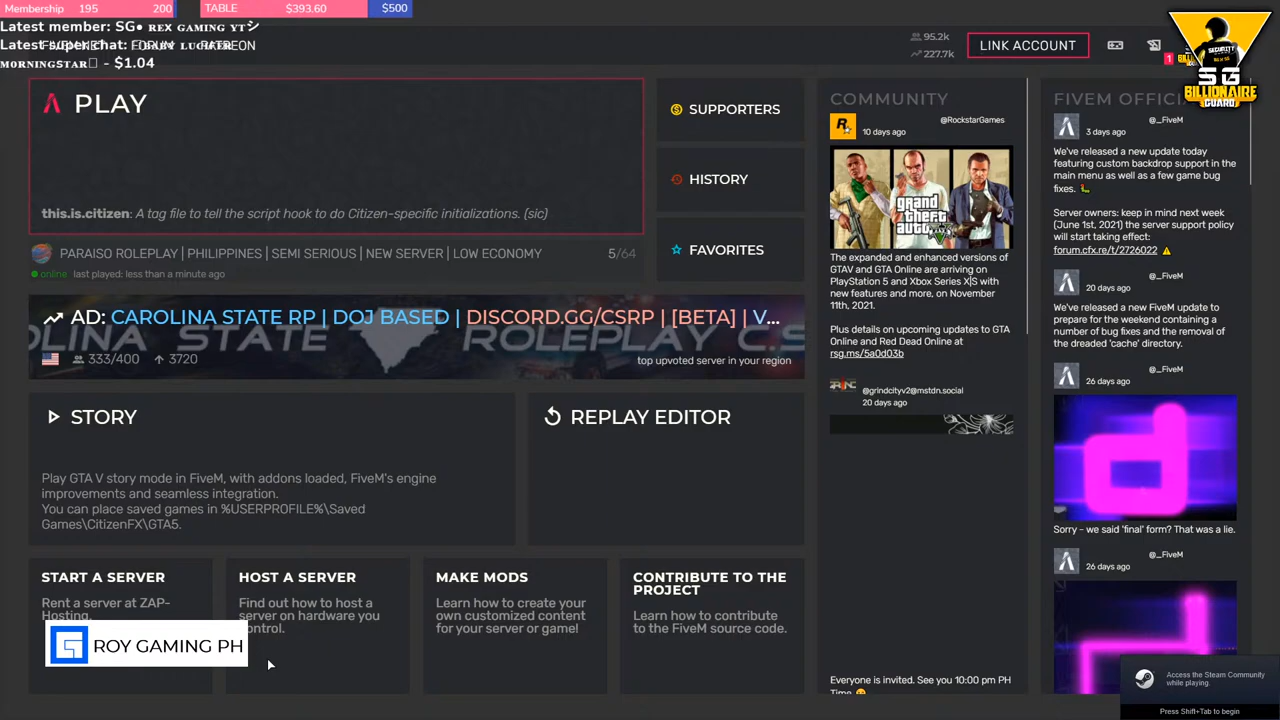 Membership 195 200
TABLE $393.60 $500
Latest member: SG● REX GAMING YTシ
Latest super chat:
FORUM
PATREON
MORNINGSTAR - $1.04
95.2k
227.7k
LINK ACCOUNT
1
SECURITY
SG
BILLIONAIRE
GUARD
PLAY
this.is.citizen: A tag file to tell the script hook to do Citizen-specific initializations. (sic)
PARAISO ROLEPLAY | PHILIPPINES | SEMI SERIOUS | NEW SERVER | LOW ECONOMY 5/64
online last played: less than a minute ago
SUPPORTERS
HISTORY
FAVORITES
AD: CAROLINA STATE RP | DOJ BASED | DISCORD.GG/CSRP | [BETA] | V...
OLINA STATE ROLEPLAY C.S
333/400 3720
top upvoted server in your region
STORY
Play GTA V story mode in FiveM, with addons loaded, FiveM's engine
improvements and seamless integration.
You can place saved games in %USERPROFILE%\Saved
Games\CitizenFX\GTA5.
REPLAY EDITOR
START A SERVER
Rent a server at ZAP-
Hosting.
ROY GAMING PH
HOST A SERVER
Find out how to host a
server on hardware you
control.
MAKE MODS
Learn how to create your
own customized content
for your server or game!
CONTRIBUTE TO THE
PROJECT
Learn how to contribute
to the FiveM source code.
COMMUNITY
@RockstarGames
10 days ago
grand
theft
auto
The expanded and enhanced versions of
GTAV and GTA Online are arriving on
PlayStation 5 and Xbox Series X|S with
new features and more, on November
11th, 2021.
Plus details on upcoming updates to GTA
Online and Red Dead Online at
rsg.ms/5a0d03b
@grindcityv2@mstdn.social
20 days ago
Everyone is invited. See you 10:00 pm PH
Time
FIVEM OFFICI
@_FiveM
3 days ago
We've released a new update today
featuring custom backdrop support in the
main menu as well as a few game bug
fixes.
Server owners: keep in mind next week
(June 1st, 2021) the server support policy
will start taking effect:
forum.cfx.re/t/2726022
@_FiveM
20 days ago
We've released a new FiveM update to
prepare for the weekend containing a
number of bug fixes and the removal of
the dreaded 'cache' directory.
@_FiveM
26 days ago
Sorry - we said 'final' form? That was a lie.
@_FiveM
26 days ago
Access the Steam Community
while playing.
Press Shift+Tab to begin